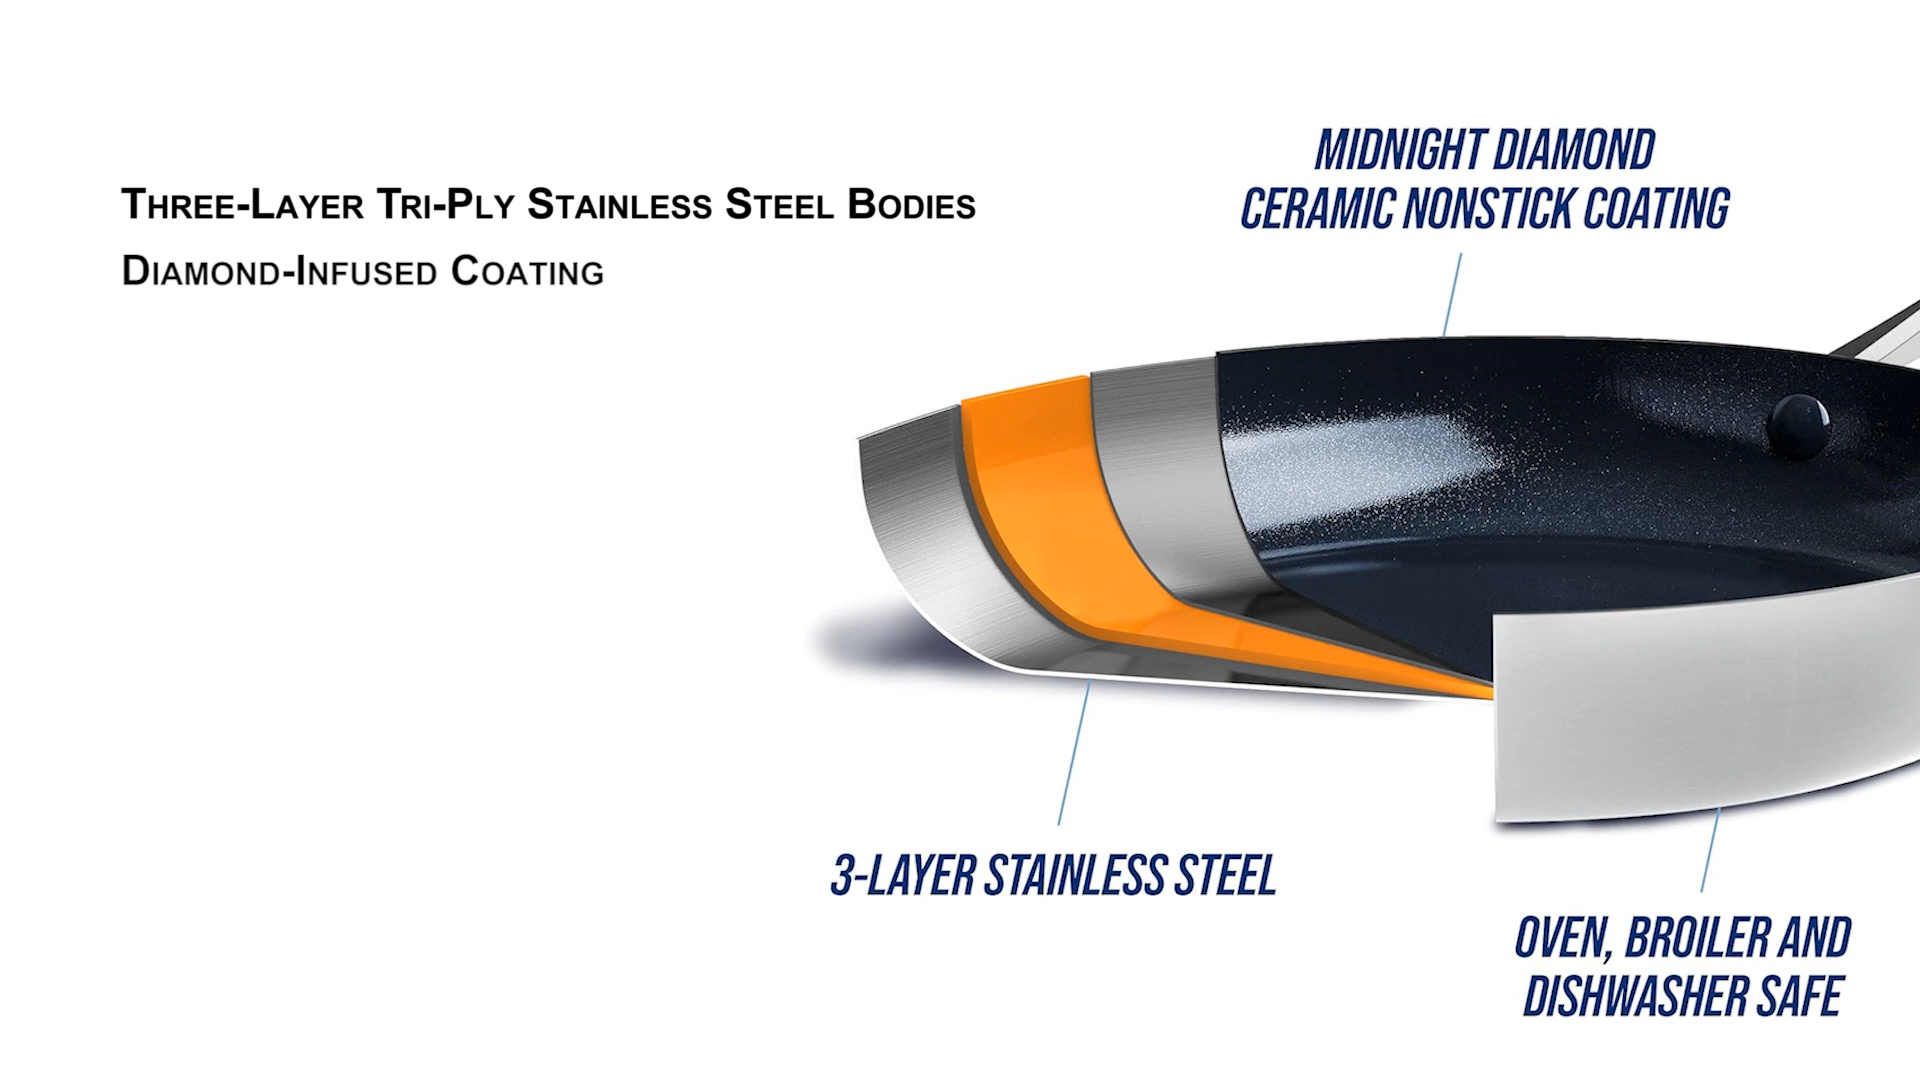 Three-Layer Tri-Ply Stainless Steel Bodies
Diamond-Infused Coating
MIDNIGHT DIAMOND
CERAMIC NONSTICK COATING
3-LAYER STAINLESS STEEL
OVEN, BROILER AND
DISHWASHER SAFE